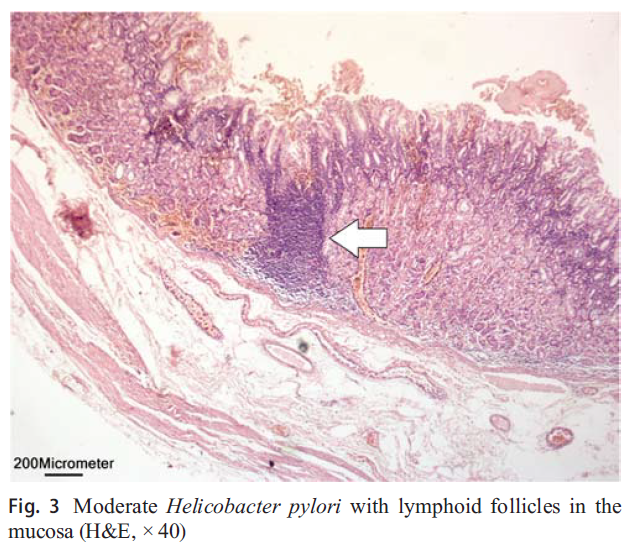 200Micrometer
Fig. 3 Moderate Helicobacter pylori with lymphoid follicles in the
mucosa (H&E, × 40)